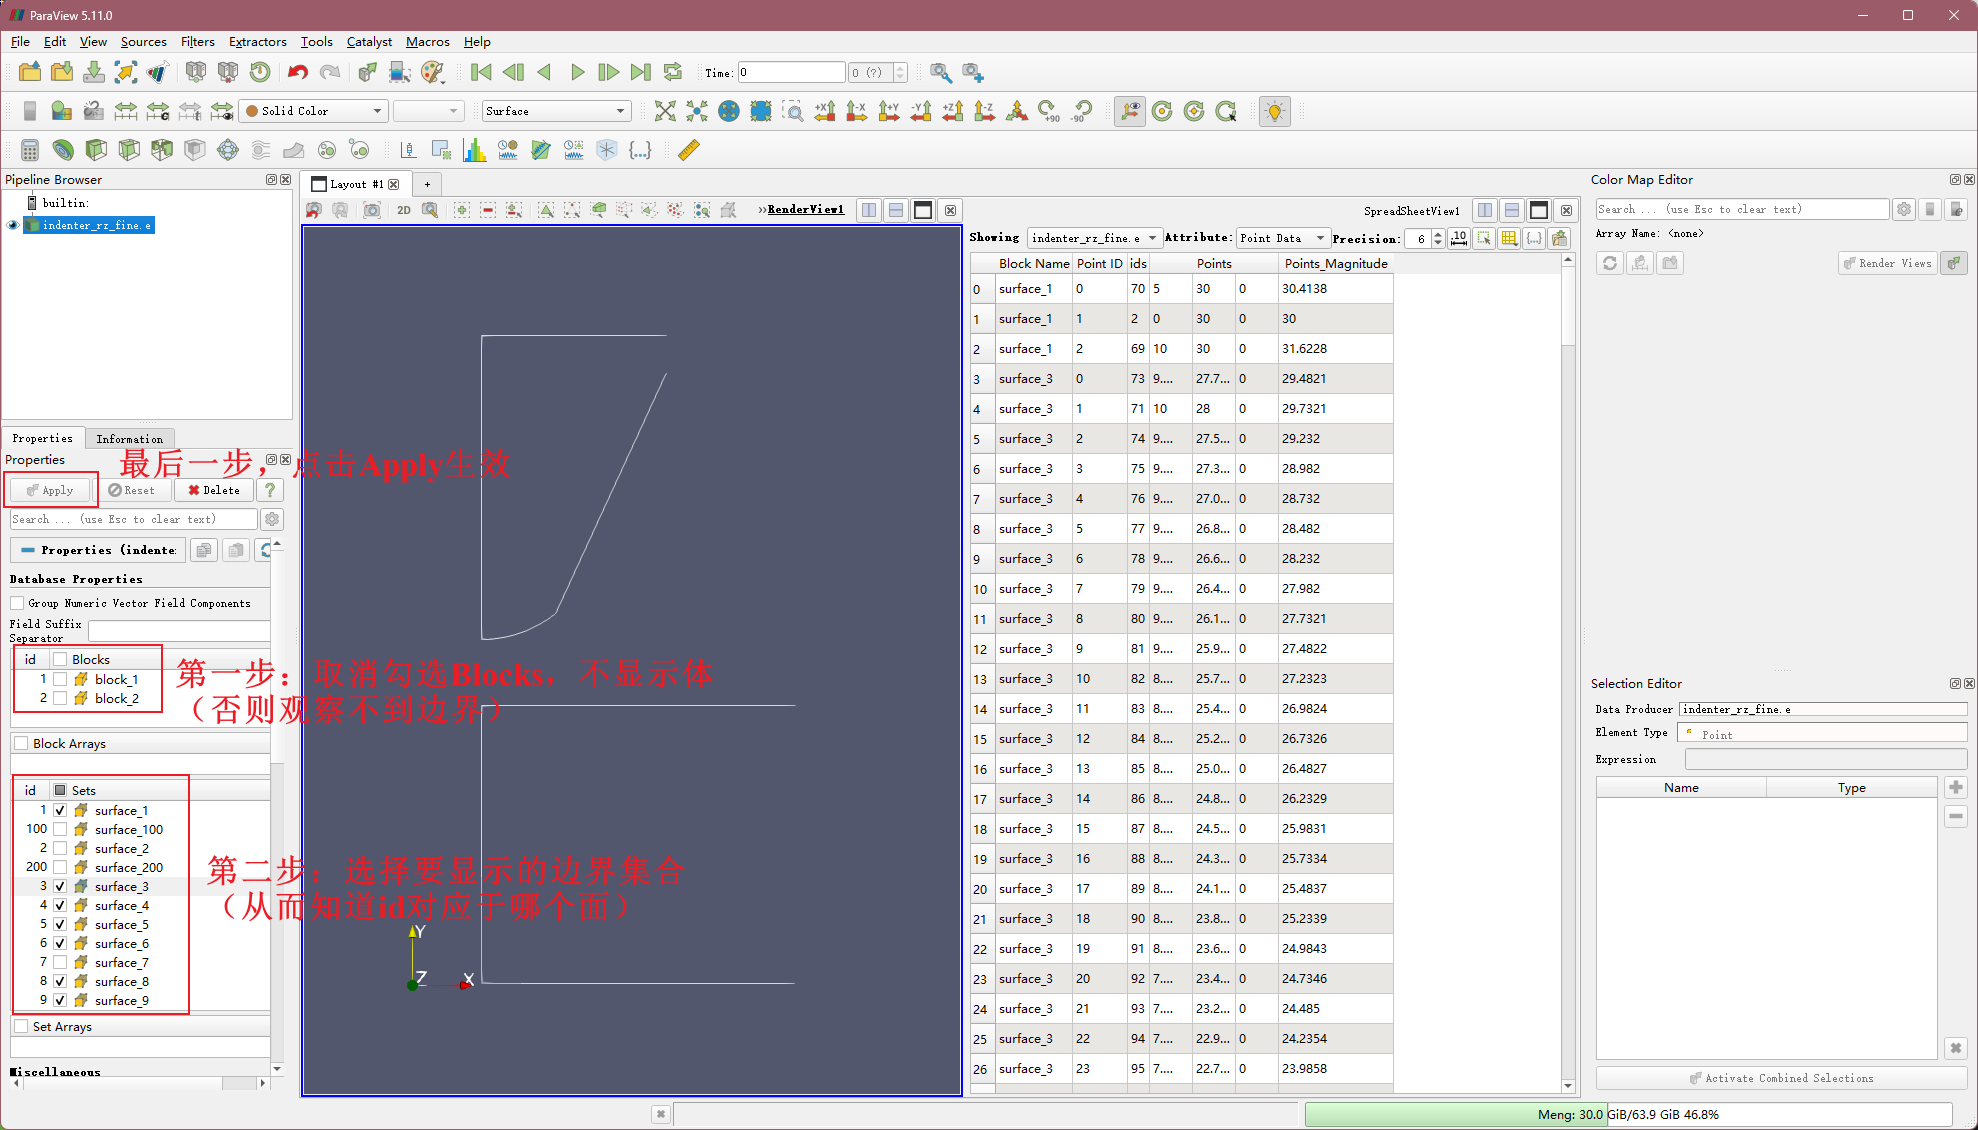 ParaView 5.11.0
File Edit View Sources Filters Extractors Tools Catalyst Macros Help
Time: 0 0 (?)
Solid Color Surface
+X -X +Y -Y +Z -Z +90 -90
Pipeline Browser
builtin:
indenter_rz_fine.e
Properties Information
Properties
最后一步，点击Apply生效
Apply Reset Delete ?
Search ... (use Esc to clear text)
Properties (indente:
Database Properties
Group Numeric Vector Field Components
Field Suffix
Separator
id Blocks
1 block_1
2 block_2
第一步：取消勾选Blocks，不显示体
（否则观察不到边界）
Block Arrays
id Sets
1 surface_1
100 surface_100
2 surface_2
200 surface_200
3 surface_3
4 surface_4
5 surface_5
6 surface_6
7 surface_7
8 surface_8
9 surface_9
第二步：选择要显示的边界集合
（从而知道id对应于哪个面）
Set Arrays
Miscellaneous
Layout #1 +
2D »RenderView1
Y
Z X
SpreadSheetView1
Showing indenter_rz_fine.e Attribute: Point Data Precision: 6 .10
Block Name Point ID ids Points Points_Magnitude
0 surface_1 0 70 5 30 0 30.4138
1 surface_1 1 2 0 30 0 30
2 surface_1 2 69 10 30 0 31.6228
3 surface_3 0 73 9.... 27.7... 0 29.4821
4 surface_3 1 71 10 28 0 29.7321
5 surface_3 2 74 9.... 27.5... 0 29.232
6 surface_3 3 75 9.... 27.3... 0 28.982
7 surface_3 4 76 9.... 27.0... 0 28.732
8 surface_3 5 77 9.... 26.8... 0 28.482
9 surface_3 6 78 9.... 26.6... 0 28.232
10 surface_3 7 79 9.... 26.4... 0 27.982
11 surface_3 8 80 9.... 26.1... 0 27.7321
12 surface_3 9 81 9.... 25.9... 0 27.4822
13 surface_3 10 82 8.... 25.7... 0 27.2323
14 surface_3 11 83 8.... 25.4... 0 26.9824
15 surface_3 12 84 8.... 25.2... 0 26.7326
16 surface_3 13 85 8.... 25.0... 0 26.4827
17 surface_3 14 86 8.... 24.8... 0 26.2329
18 surface_3 15 87 8.... 24.5... 0 25.9831
19 surface_3 16 88 8.... 24.3... 0 25.7334
20 surface_3 17 89 8.... 24.1... 0 25.4837
21 surface_3 18 90 8.... 23.8... 0 25.2339
22 surface_3 19 91 8.... 23.6... 0 24.9843
23 surface_3 20 92 7.... 23.4... 0 24.7346
24 surface_3 21 93 7.... 23.2... 0 24.485
25 surface_3 22 94 7.... 22.9... 0 24.2354
26 surface_3 23 95 7.... 22.7... 0 23.9858
Color Map Editor
Search ... (use Esc to clear text)
Array Name: <none>
Render Views
Selection Editor
Data Producer indenter_rz_fine.e
Element Type Point
Expression
Name Type
Activate Combined Selections
Meng: 30.0 GiB/63.9 GiB 46.8%